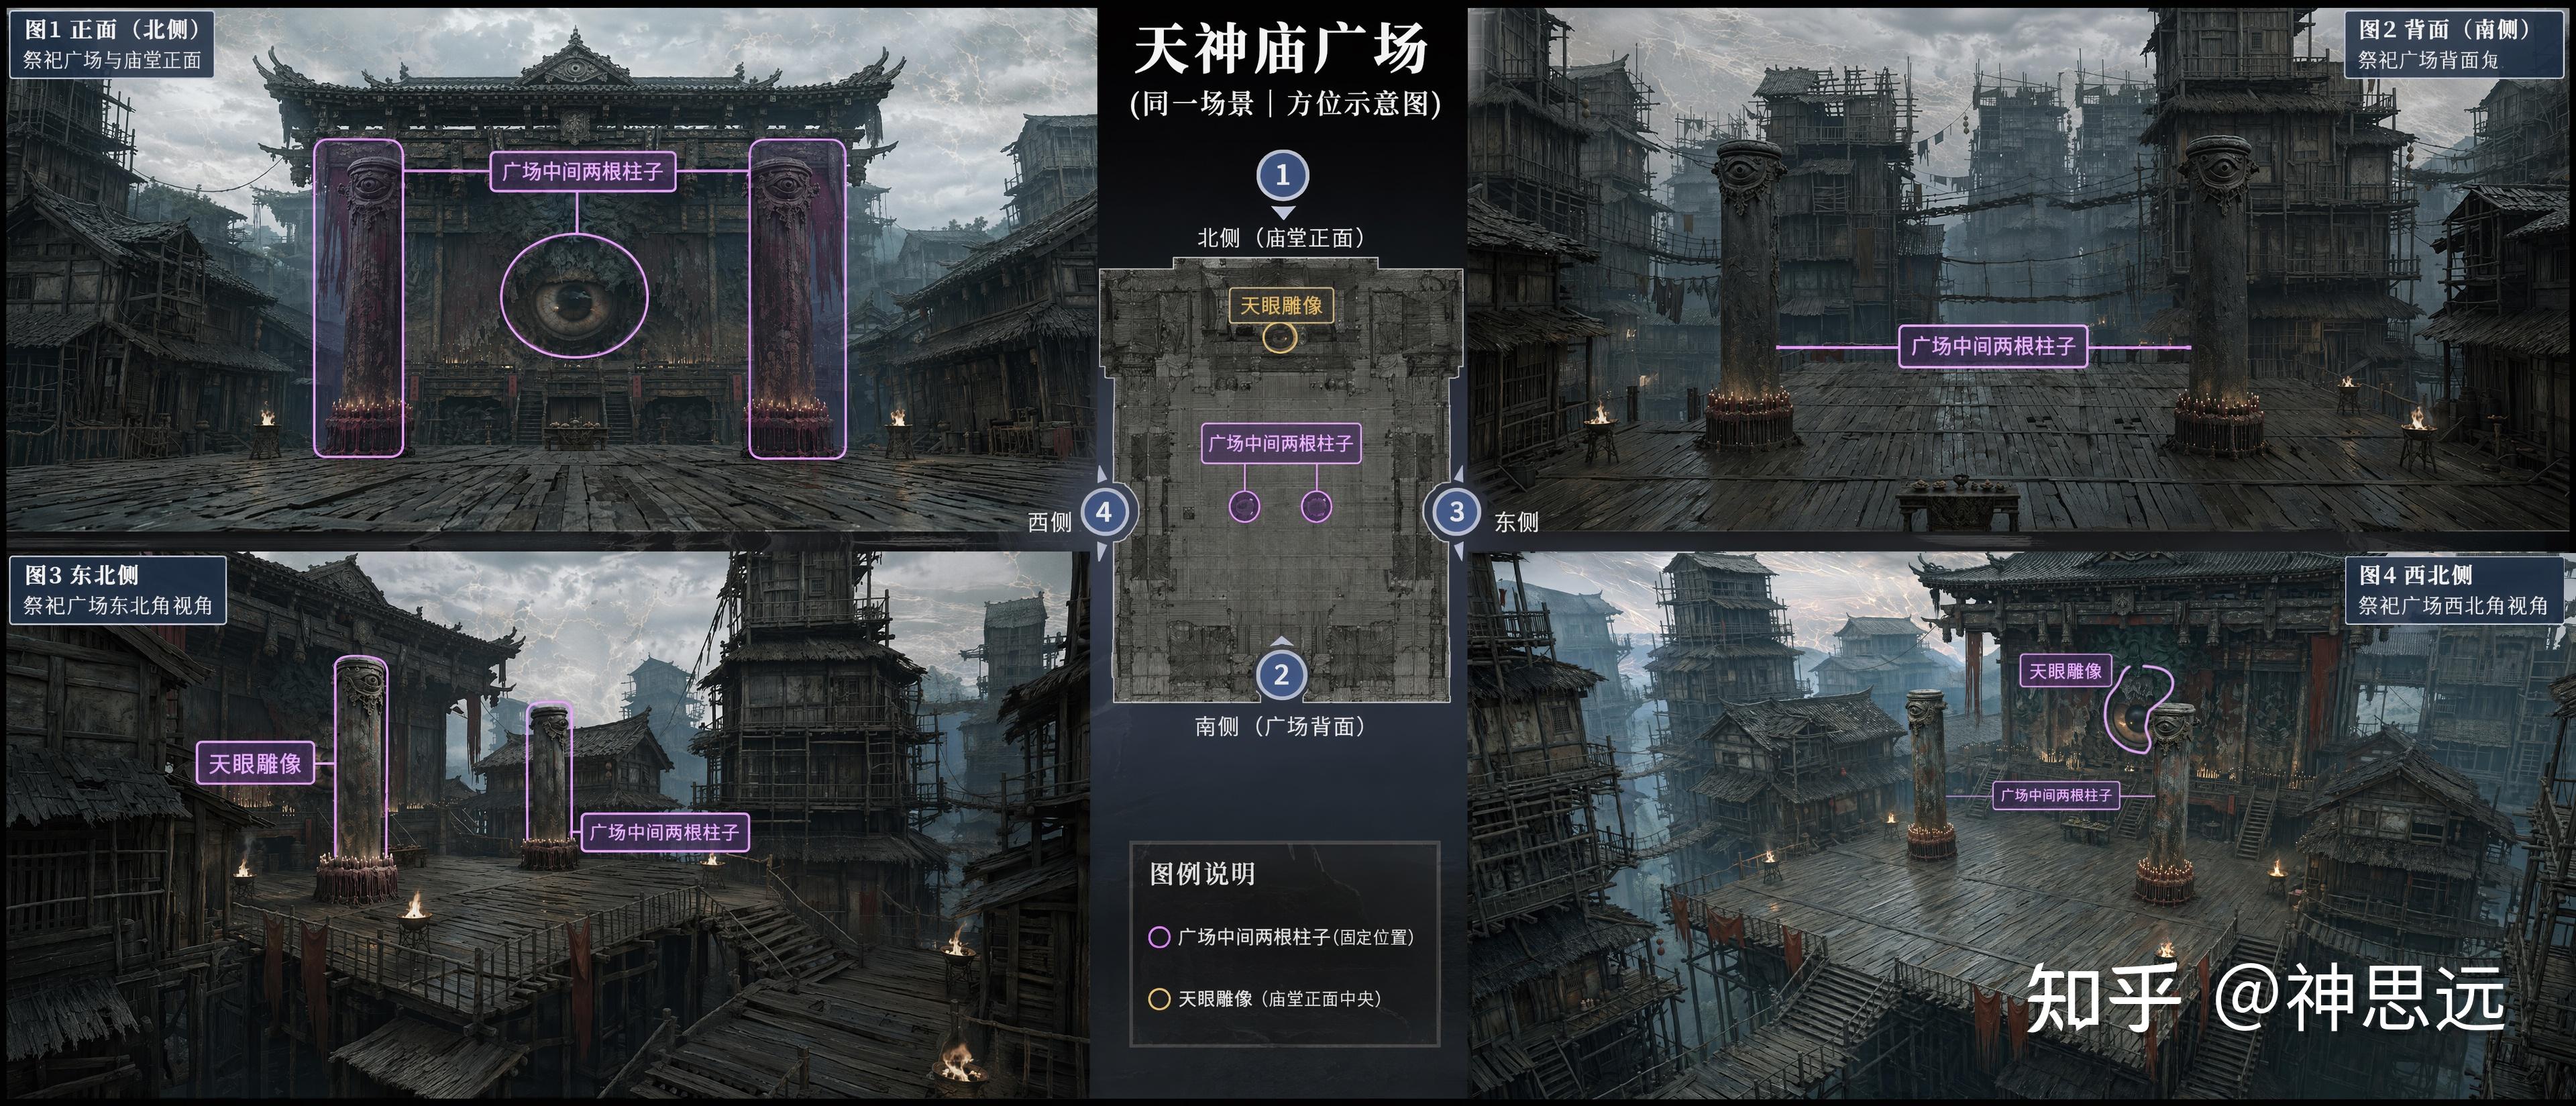 图1 正面（北侧）
祭祀广场与庙堂正面
广场中间两根柱子
天神庙广场
(同一场景｜方位示意图)
1
北侧（庙堂正面）
天眼雕像
广场中间两根柱子
西侧
4
3
东侧
2
南侧（广场背面）
图例说明
广场中间两根柱子(固定位置)
天眼雕像（庙堂正面中央）
图2 背面（南侧）
祭祀广场背面角
广场中间两根柱子
图3 东北侧
祭祀广场东北角视角
天眼雕像
广场中间两根柱子
图4 西北侧
祭祀广场西北角视角
天眼雕像
广场中间两根柱子
知乎 @神思远